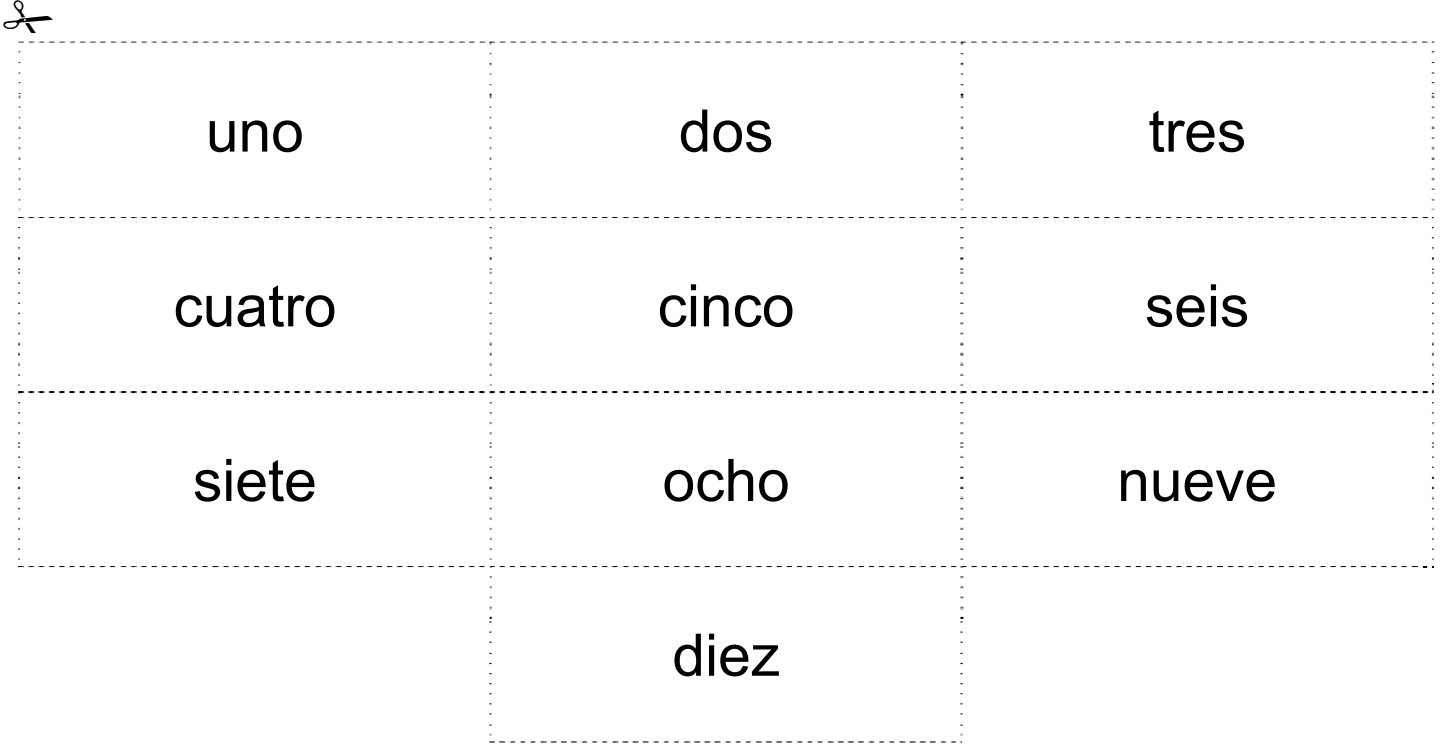 uno dos tres
cuatro cinco seis
siete ocho nueve
diez